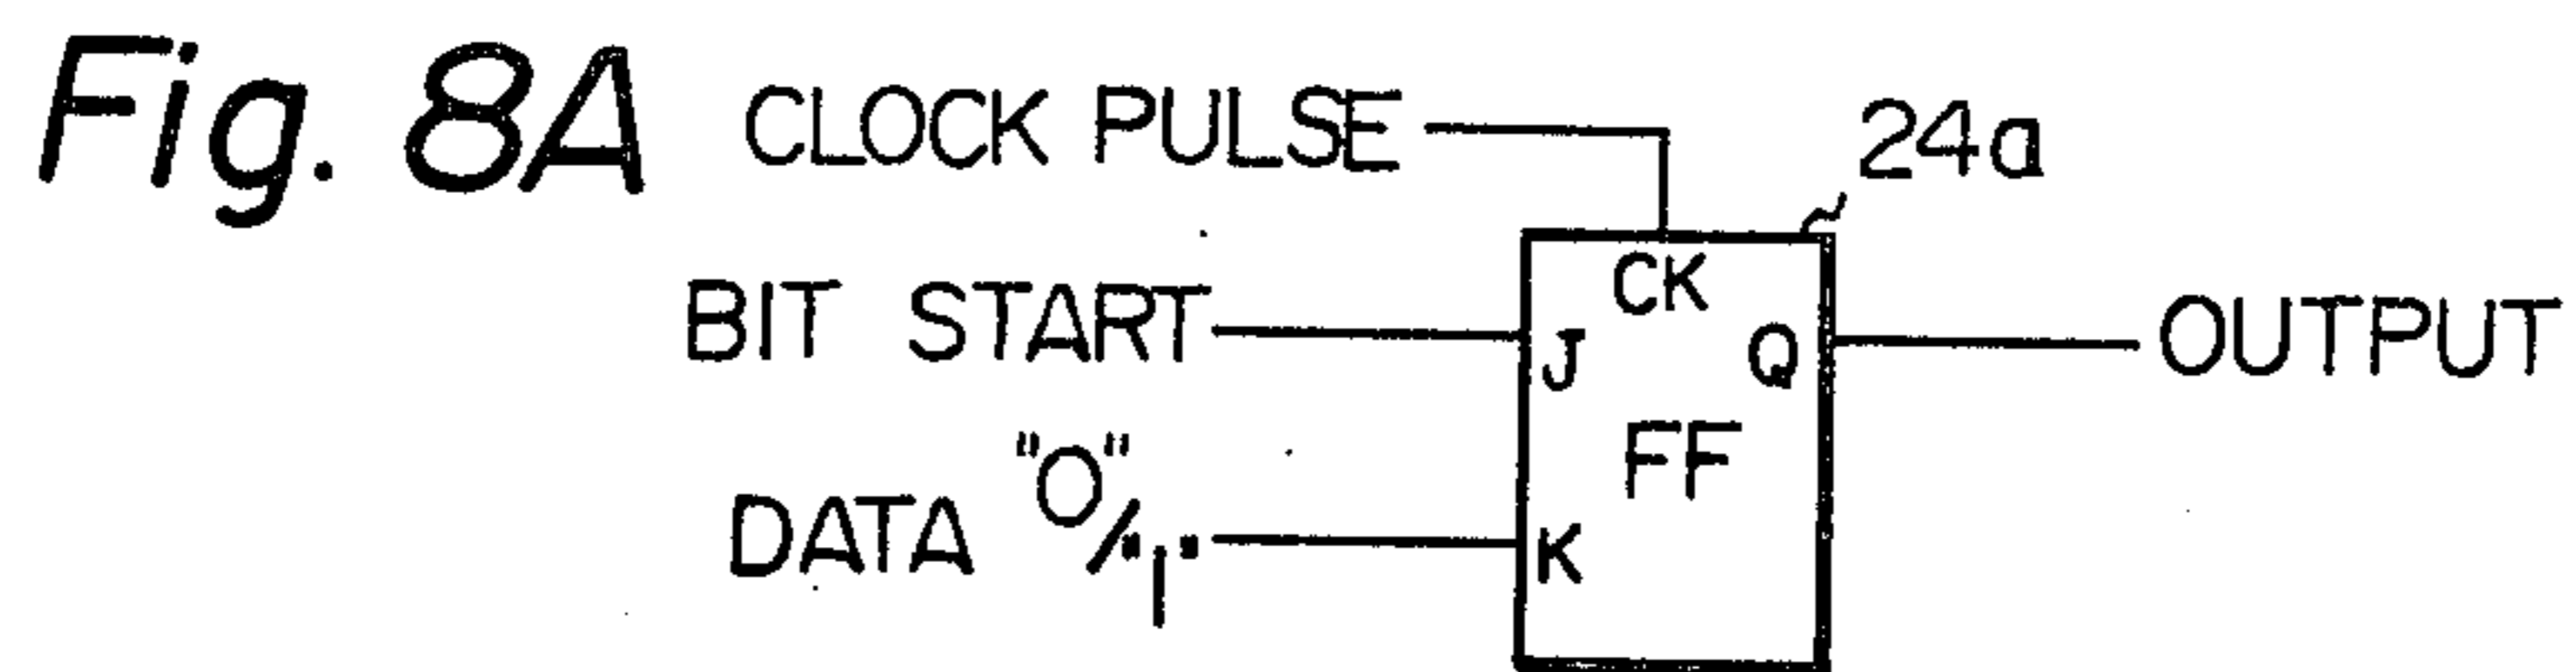 Fig. 8A
CLOCK PULSE
24a
CK
BIT START
J
Q
OUTPUT
FF
DATA "0"/"1"
K